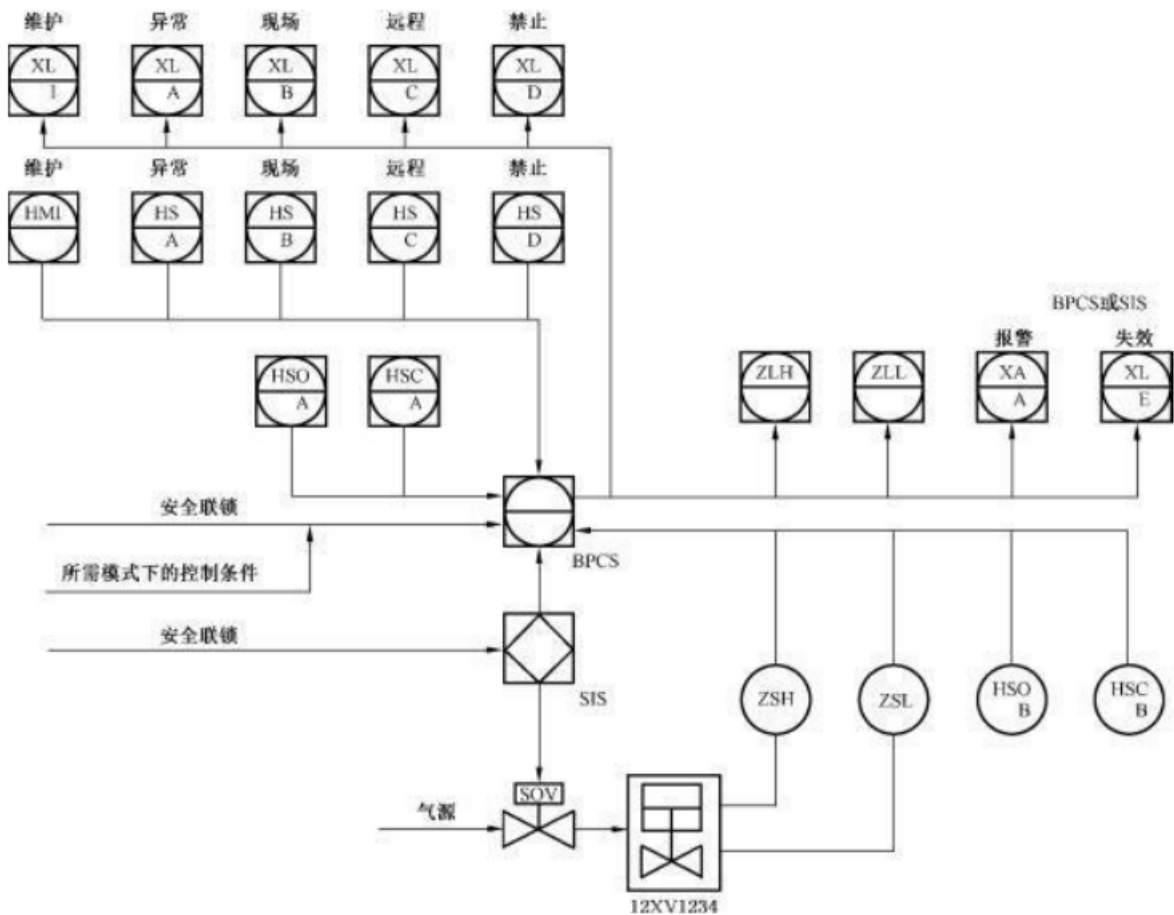 维护 异常 现场 远程 禁止
XL XL XL XL XL
1 A B C D
维护 异常 现场 远程 禁止
HMI HS HS HS HS
A B C D
BPCS或SIS
报警 失效
HSO HSC ZLH ZLL XA XL
A A A E
安全联锁
所需模式下的控制条件
BPCS
安全联锁
SIS
ZSH ZSL HSO HSC
B B
SOV
气源
12XV1234